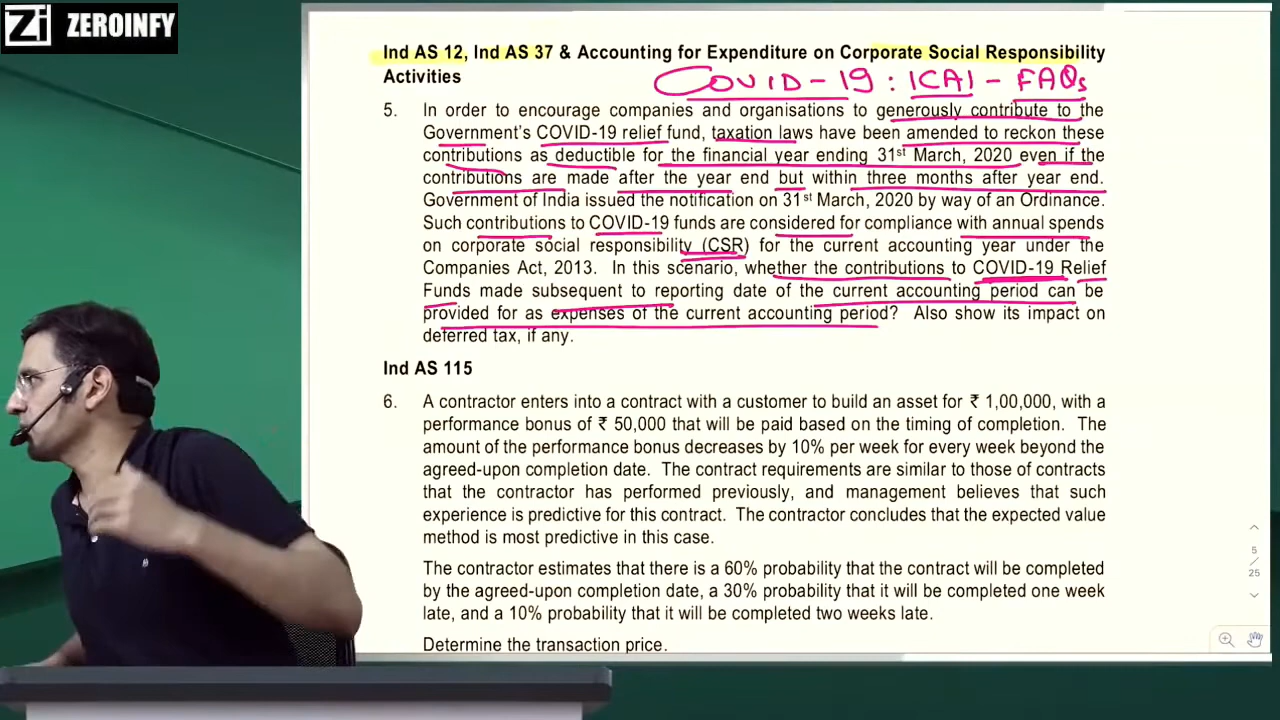 Zi ZEROINFY
Ind AS 12, Ind AS 37 & Accounting for Expenditure on Corporate Social Responsibility
Activities
COVID-19 : ICAI - FAQs
5. In order to encourage companies and organisations to generously contribute to the
Government's COVID-19 relief fund, taxation laws have been amended to reckon these
contributions as deductible for the financial year ending 31st March, 2020 even if the
contributions are made after the year end but within three months after year end.
Government of India issued the notification on 31st March, 2020 by way of an Ordinance.
Such contributions to COVID-19 funds are considered for compliance with annual spends
on corporate social responsibility (CSR) for the current accounting year under the
Companies Act, 2013. In this scenario, whether the contributions to COVID-19 Relief
Funds made subsequent to reporting date of the current accounting period can be
provided for as expenses of the current accounting period? Also show its impact on
deferred tax, if any.
Ind AS 115
6. A contractor enters into a contract with a customer to build an asset for ₹ 1,00,000, with a
performance bonus of ₹ 50,000 that will be paid based on the timing of completion. The
amount of the performance bonus decreases by 10% per week for every week beyond the
agreed-upon completion date. The contract requirements are similar to those of contracts
that the contractor has performed previously, and management believes that such
experience is predictive for this contract. The contractor concludes that the expected value
method is most predictive in this case.
The contractor estimates that there is a 60% probability that the contract will be completed
by the agreed-upon completion date, a 30% probability that it will be completed one week
late, and a 10% probability that it will be completed two weeks late.
Determine the transaction price.
5
/
25